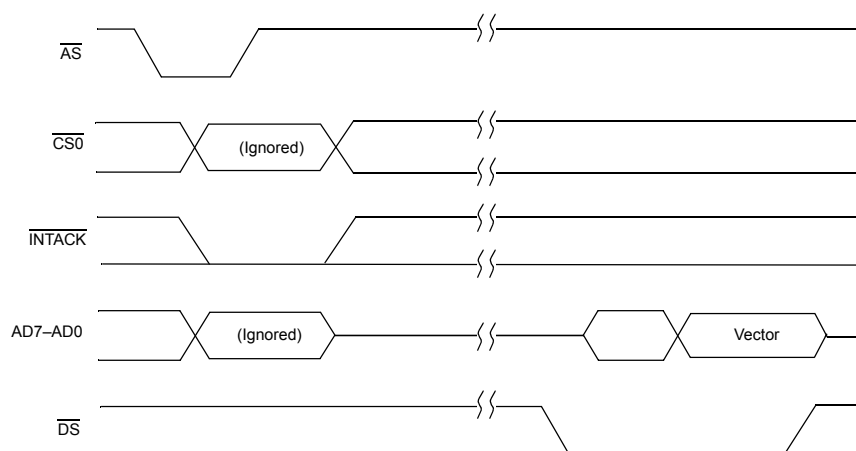 AS
CS0
(Ignored)
INTACK
AD7–AD0
(Ignored)
Vector
DS